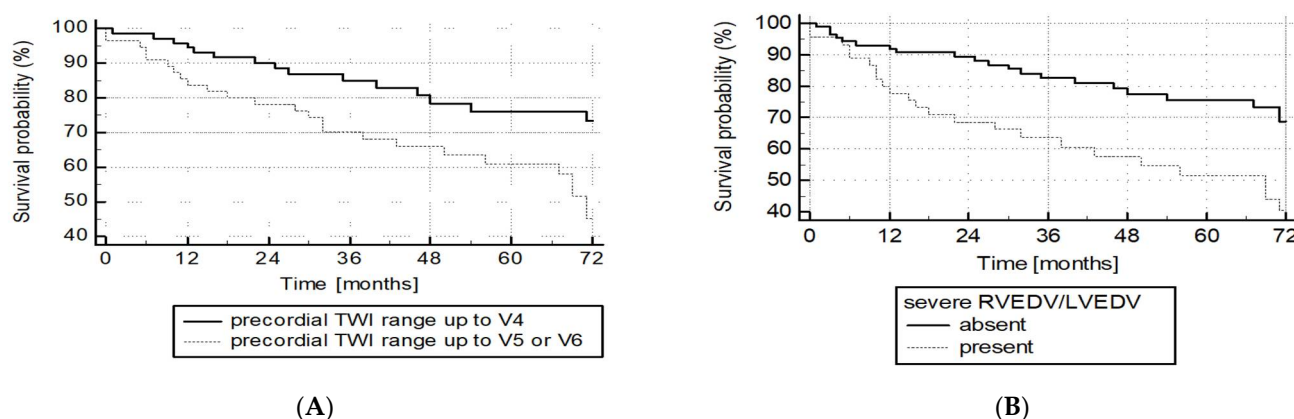 Survival probability (%)
100
90
80
70
60
50
40
0 12 24 36 48 60 72
Time [months]
precordial TWI range up to V4
precordial TWI range up to V5 or V6
(A)
Survival probability (%)
100
90
80
70
60
50
40
0 12 24 36 48 60 72
Time [months]
severe RVEDV/LVEDV
absent
present
(B)